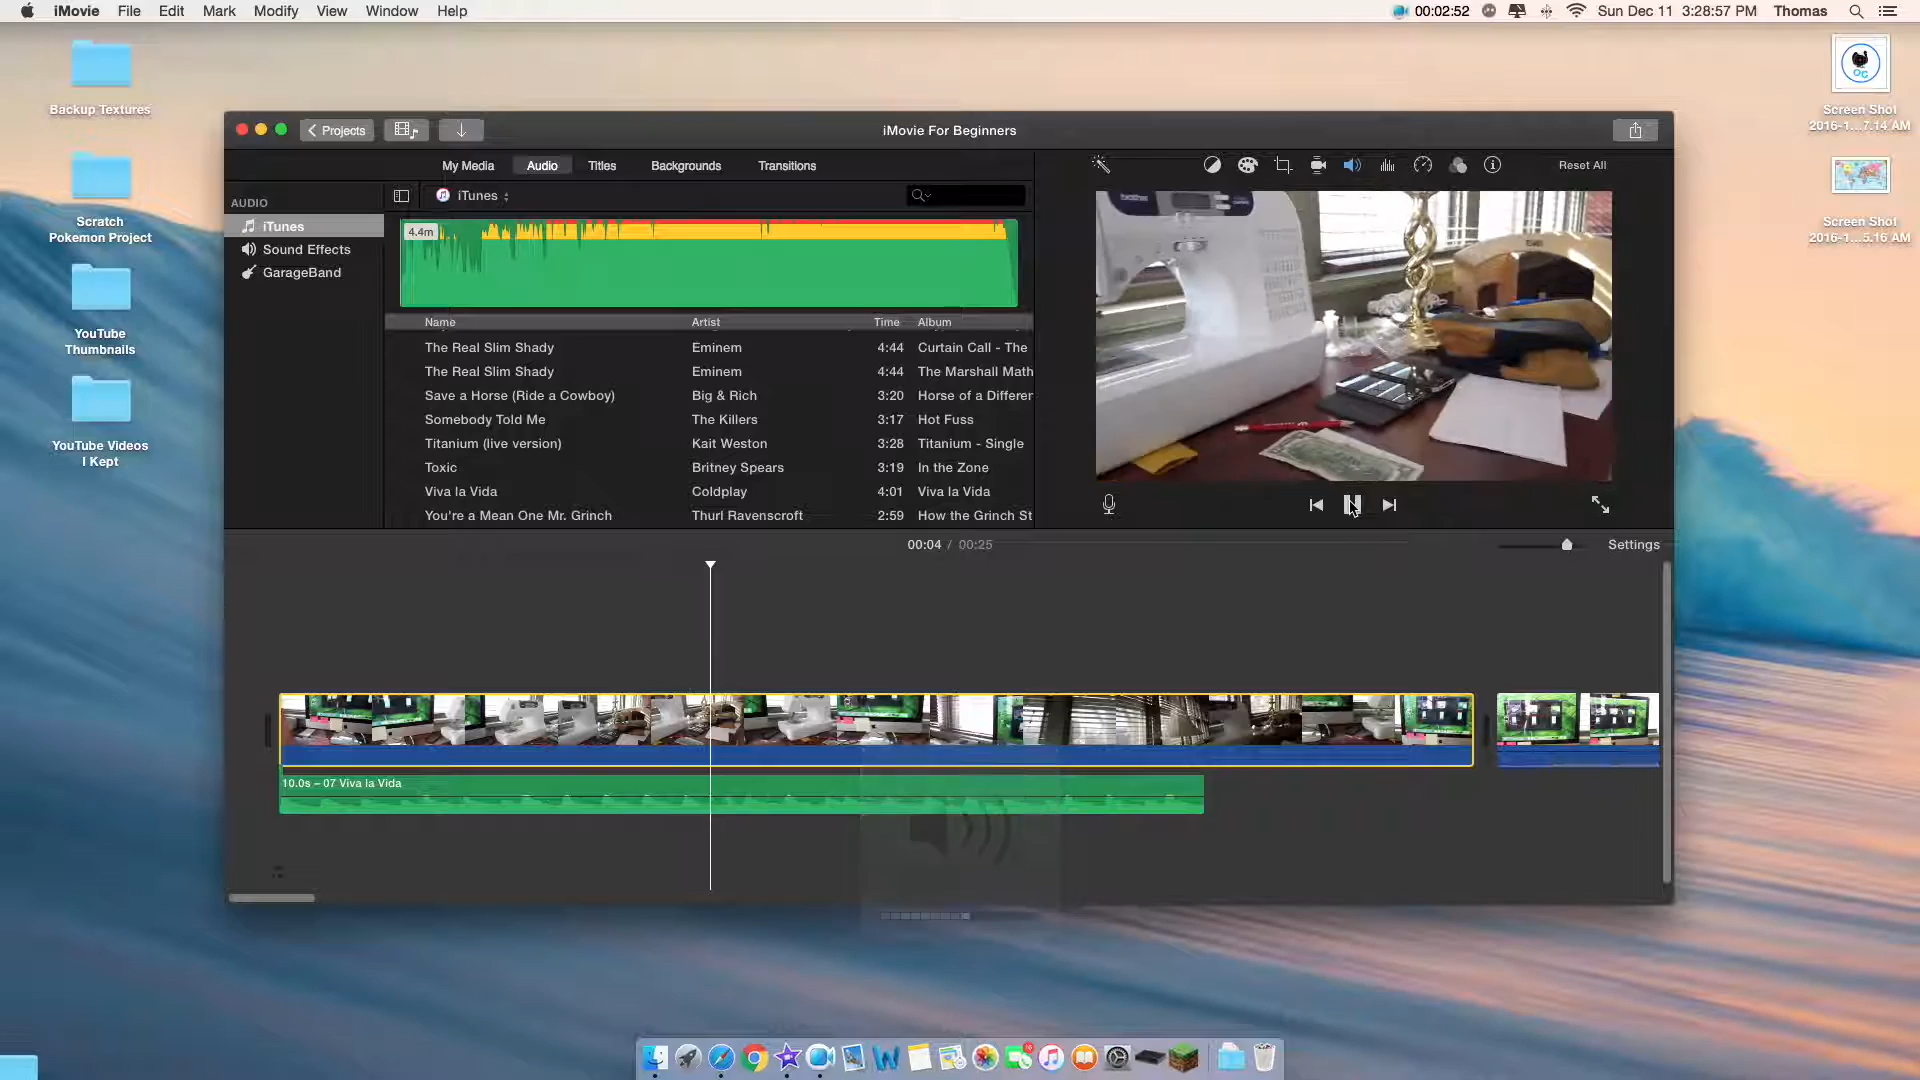 iMovie File Edit Mark Modify View Window Help
00:02:52 Sun Dec 11 3:28:57 PM Thomas
Backup Textures
Scratch
Pokemon Project
YouTube
Thumbnails
YouTube Videos
I Kept
Screen Shot
2016-1...7.14 AM
Screen Shot
2016-1...5.16 AM
Projects
iMovie For Beginners
My Media Audio Titles Backgrounds Transitions
Reset All
AUDIO
iTunes
Sound Effects
GarageBand
iTunes
4.4m
Name Artist Time Album
The Real Slim Shady Eminem 4:44 Curtain Call - The
The Real Slim Shady Eminem 4:44 The Marshall Math
Save a Horse (Ride a Cowboy) Big & Rich 3:20 Horse of a Differen
Somebody Told Me The Killers 3:17 Hot Fuss
Titanium (live version) Kait Weston 3:28 Titanium - Single
Toxic Britney Spears 3:19 In the Zone
Viva la Vida Coldplay 4:01 Viva la Vida
You're a Mean One Mr. Grinch Thurl Ravenscroft 2:59 How the Grinch St
brother
00:04 / 00:25
Settings
10.0s – 07 Viva la Vida